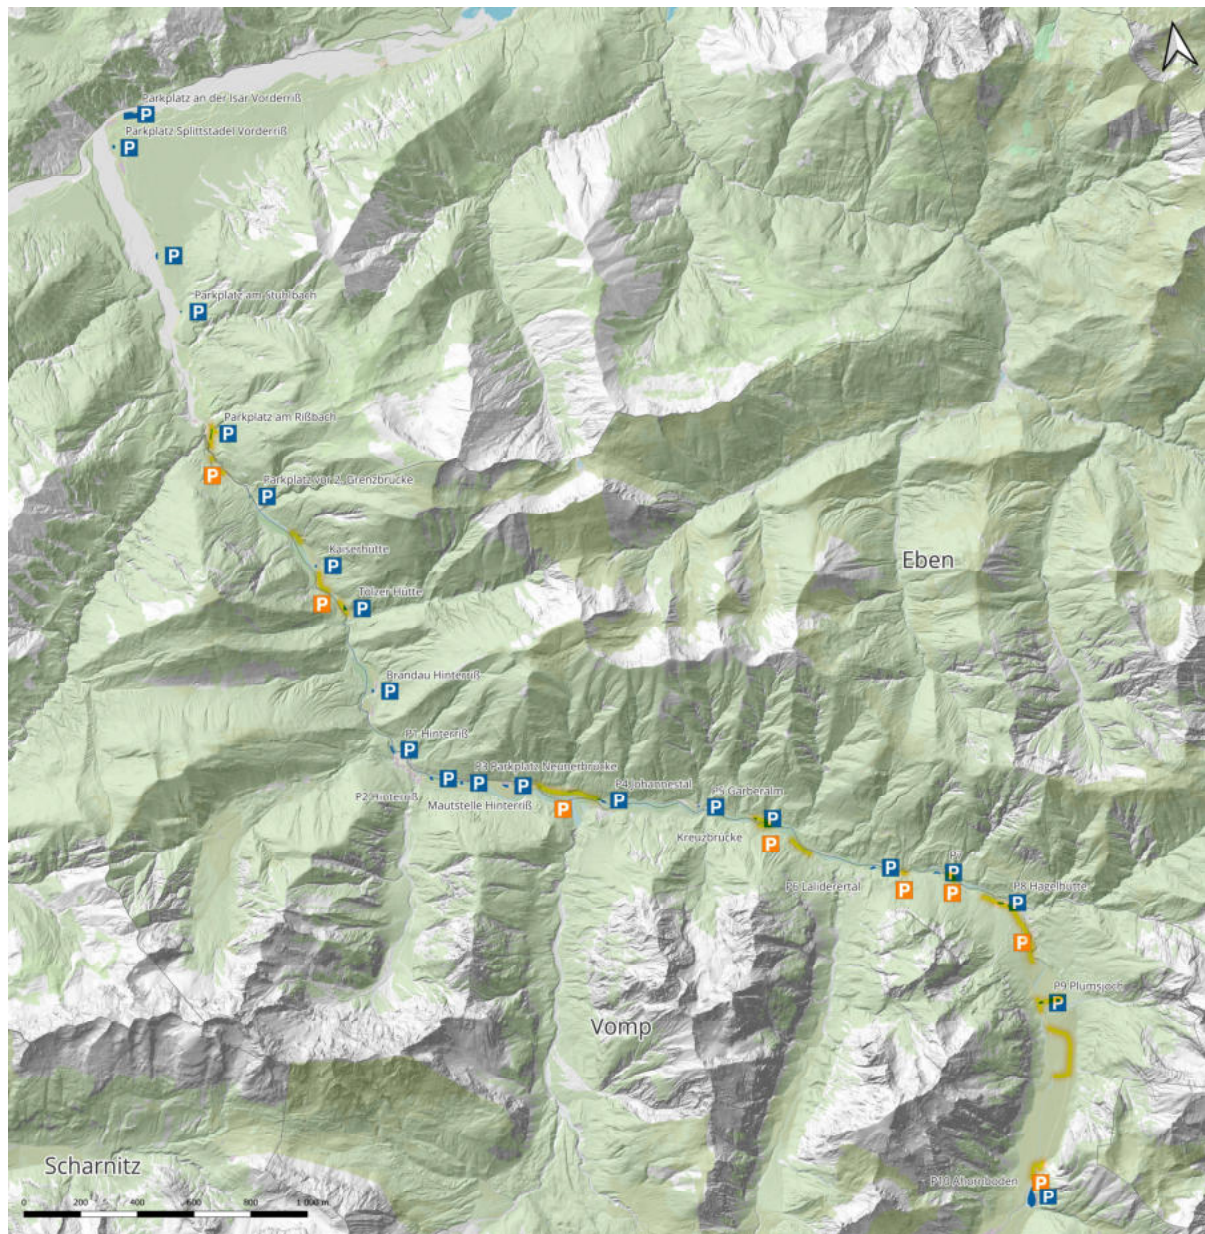 Parkplatz an der Isar Vorderriß
P
Parkplatz Splittstadel Vorderriß
P
P
Parkplatz am Stuhlbach
P
Parkplatz am Rißbach
P
P
Parkplatz vor 2. Grenzbrücke
P
Eben
Kaiserhütte
P
Tölzer Hütte
P
P
Brandau Hinterriß
P
P1 Hinterriß
P
P3 Parkplatz Neunerbrücke
P
P
P
P2 Hinterriß
Mautstelle Hinterriß
P
P4 Johannestal
P
P5 Garberalm
P
P
Kreuzbrücke
P
P6 Laliderertal
P
P
P7
P
P
P8 Hagelhütte
P
P
P9 Plumsjoch
P
Vomp
Scharnitz
P10 Ahornboden
P
P
0 200 400 600 800 1 000 m